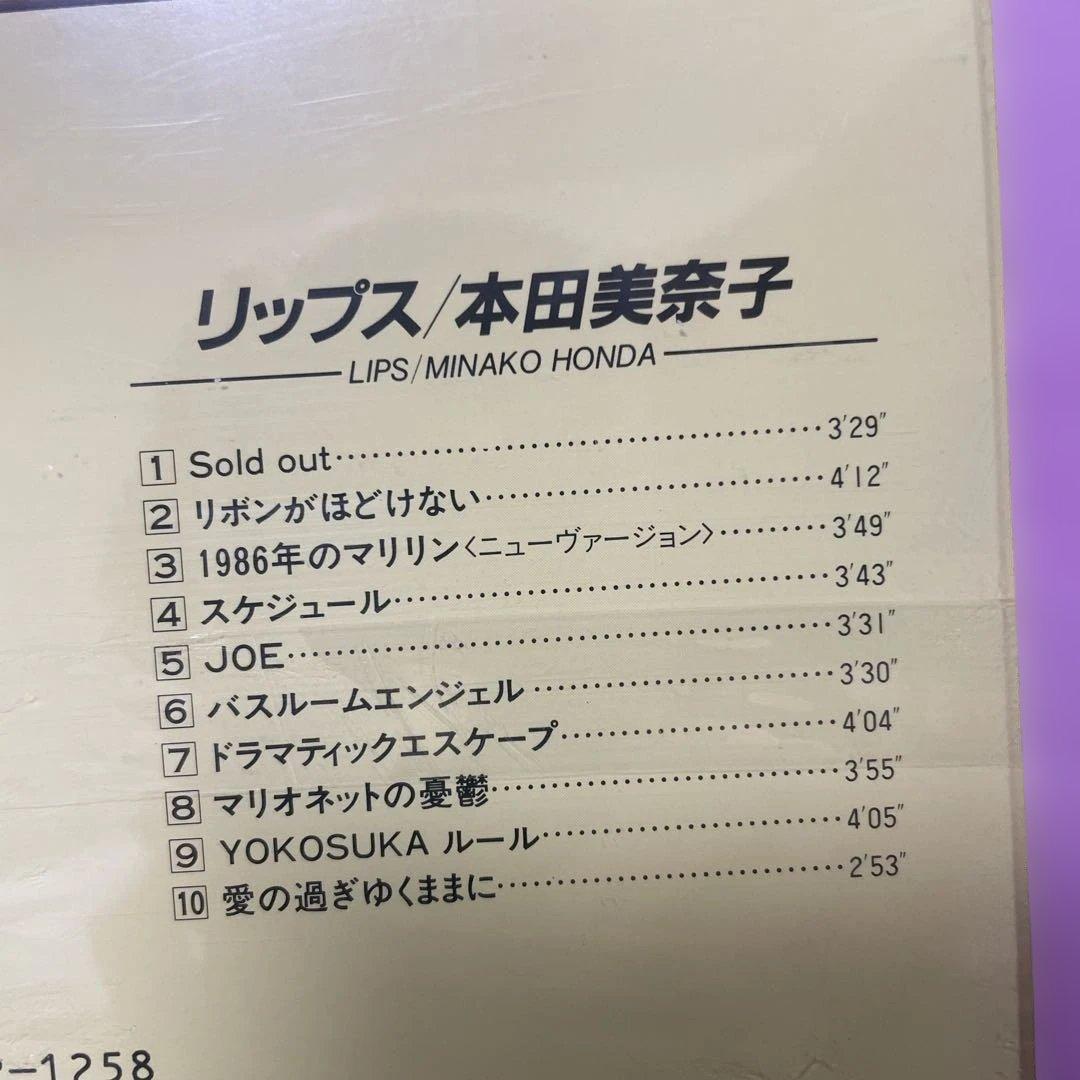 リップス/本田美奈子
LIPS/MINAKO HONDA
1 Sold out 3'29"
2 リボンがほどけない 4'12"
3 1986年のマリリン〈ニューヴァージョン〉 3'49"
4 スケジュール 3'43"
5 JOE 3'31"
6 バスルームエンジェル 3'30"
7 ドラマティックエスケープ 4'04"
8 マリオネットの憂鬱 3'55"
9 YOKOSUKA ルール 4'05"
10 愛の過ぎゆくままに 2'53"
–1258